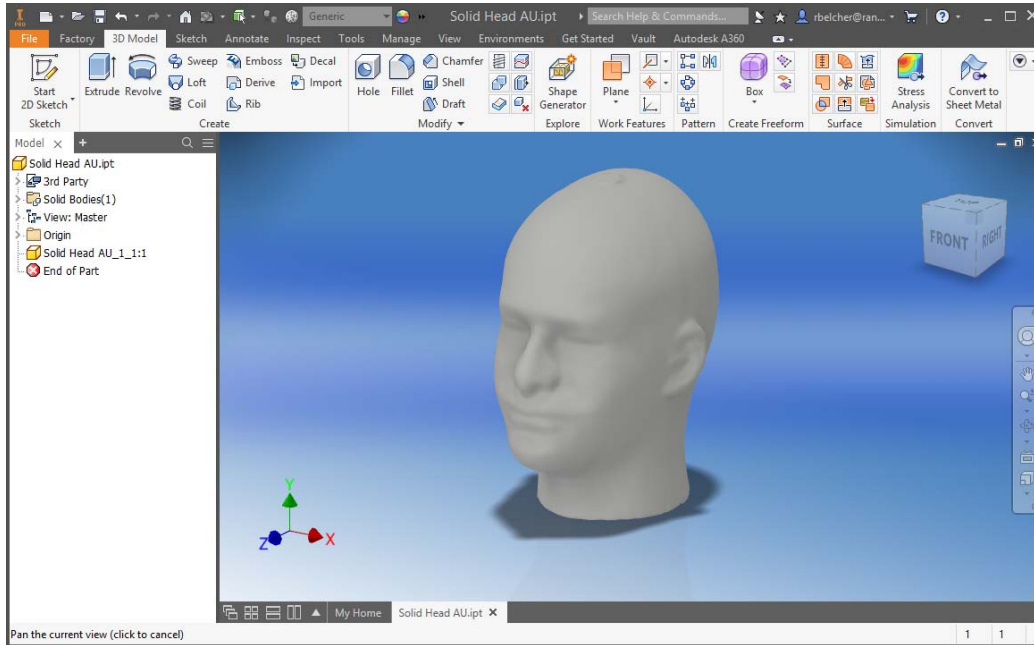 I PRO Generic Solid Head AU.ipt Search Help & Commands... rbelcher@ran...
File Factory 3D Model Sketch Annotate Inspect Tools Manage View Environments Get Started Vault Autodesk A360
Start 2D Sketch
Extrude Revolve
Sweep Emboss Decal
Loft Derive Import
Coil Rib
Hole Fillet
Chamfer
Shell
Draft
Shape Generator
Plane
Box
Stress Analysis
Convert to Sheet Metal
Sketch Create Modify Explore Work Features Pattern Create Freeform Surface Simulation Convert
Model
Solid Head AU.ipt
3rd Party
Solid Bodies(1)
View: Master
Origin
Solid Head AU_1_1:1
End of Part
TOP
FRONT RIGHT
Y
Z X
My Home Solid Head AU.ipt
Pan the current view (click to cancel) 1 1